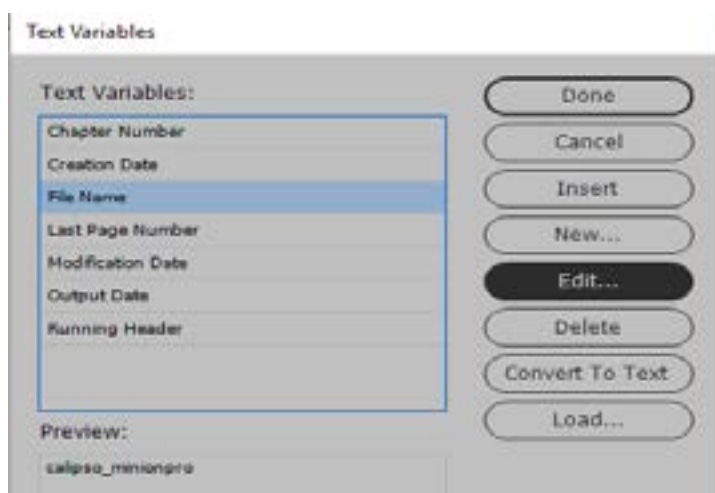 Text Variables
Text Variables:
Chapter Number
Creation Date
File Name
Last Page Number
Modification Date
Output Date
Running Header
Preview:
calipso_minionpro
Done
Cancel
Insert
New...
Edit...
Delete
Convert To Text
Load...